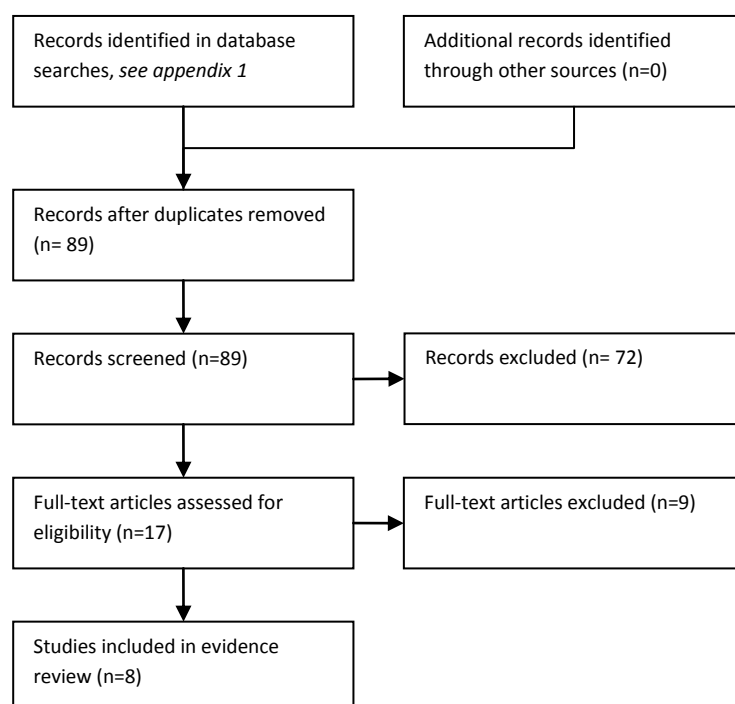 Records identified in database
searches, see appendix 1
Additional records identified
through other sources (n=0)
Records after duplicates removed
(n= 89)
Records screened (n=89)
Records excluded (n= 72)
Full-text articles assessed for
eligibility (n=17)
Full-text articles excluded (n=9)
Studies included in evidence
review (n=8)